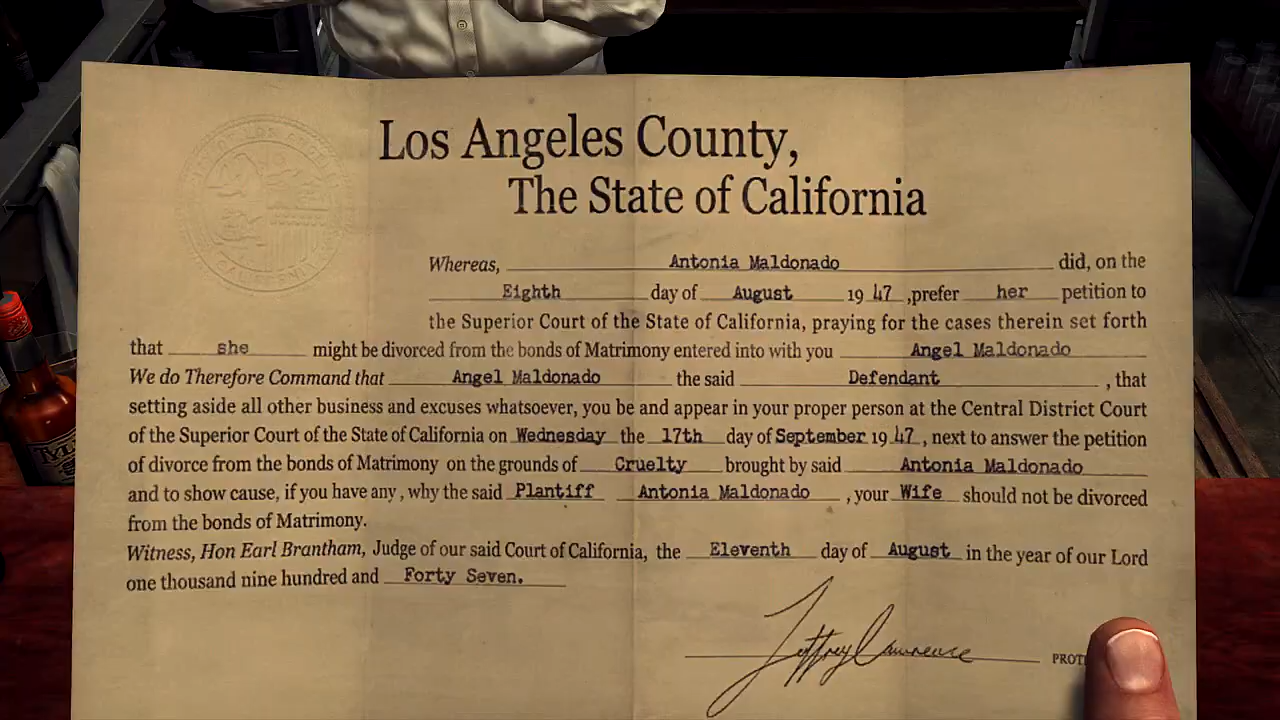 Los Angeles County,
The State of California
Whereas, Antonia Maldonado did, on the
Eighth day of August 19 47 ,prefer her petition to
the Superior Court of the State of California, praying for the cases therein set forth
that she might be divorced from the bonds of Matrimony entered into with you Angel Maldonado
We do Therefore Command that Angel Maldonado the said Defendant , that
setting aside all other business and excuses whatsoever, you be and appear in your proper person at the Central District Court
of the Superior Court of the State of California on Wednesday the 17th day of September 19 47 , next to answer the petition
of divorce from the bonds of Matrimony on the grounds of Cruelty brought by said Antonia Maldonado
and to show cause, if you have any , why the said Plantiff Antonia Maldonado , your Wife should not be divorced
from the bonds of Matrimony.
Witness, Hon Earl Brantham, Judge of our said Court of California, the Eleventh day of August in the year of our Lord
one thousand nine hundred and Forty Seven.
Jeffrey Lawrence